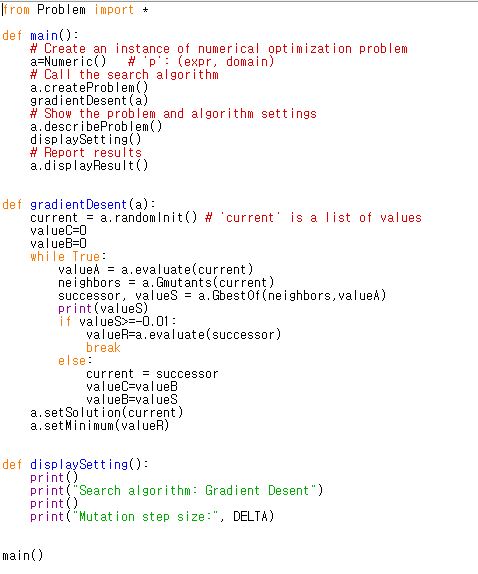 from Problem import *

def main():
    # Create an instance of numerical optimization problem
    a=Numeric()   # 'p': (expr, domain)
    # Call the search algorithm
    a.createProblem()
    gradientDesent(a)
    # Show the problem and algorithm settings
    a.describeProblem()
    displaySetting()
    # Report results
    a.displayResult()


def gradientDesent(a):
    current = a.randomInit() # 'current' is a list of values
    valueC=0
    valueB=0
    while True:
        valueA = a.evaluate(current)
        neighbors = a.Gmutants(current)
        successor, valueS = a.GbestOf(neighbors,valueA)
        print(valueS)
        if valueS>=-0.01:
            valueR=a.evaluate(successor)
            break
        else:
            current = successor
            valueC=valueB
            valueB=valueS
    a.setSolution(current)
    a.setMinimum(valueR)


def displaySetting():
    print()
    print("Search algorithm: Gradient Desent")
    print()
    print("Mutation step size:", DELTA)


main()